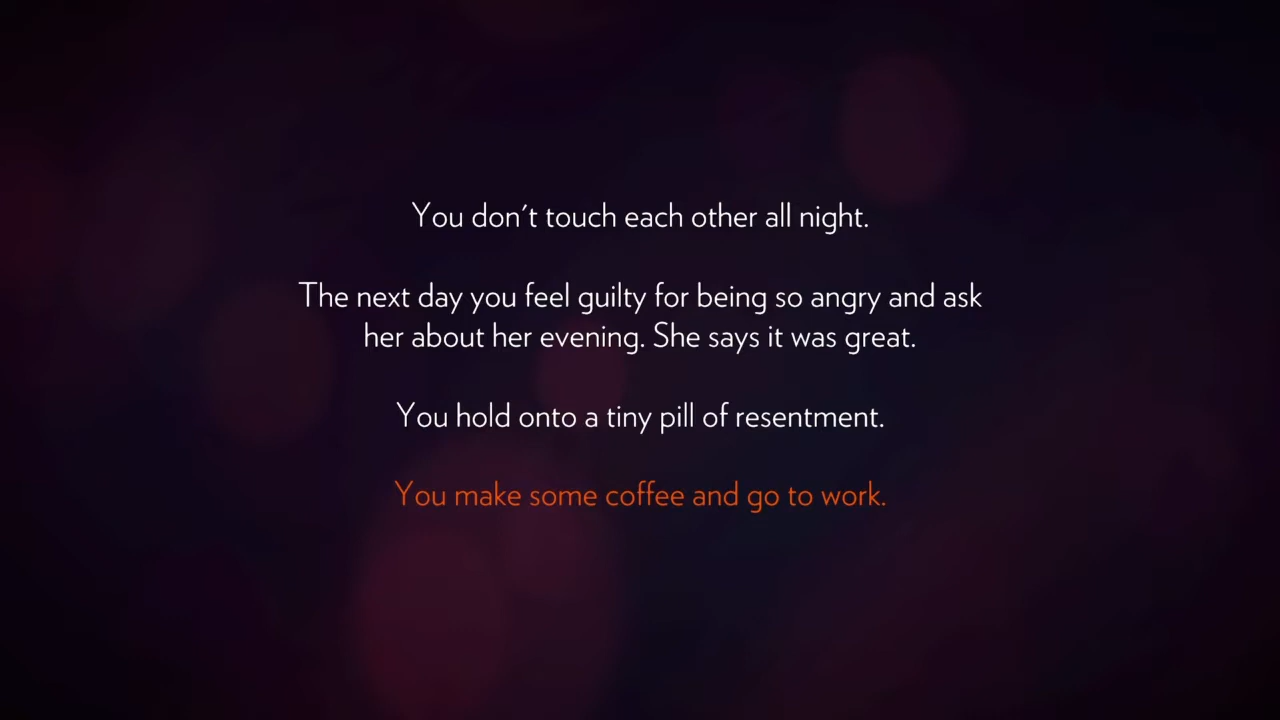 You don't touch each other all night.
The next day you feel guilty for being so angry and ask
her about her evening. She says it was great.
You hold onto a tiny pill of resentment.
You make some coffee and go to work.